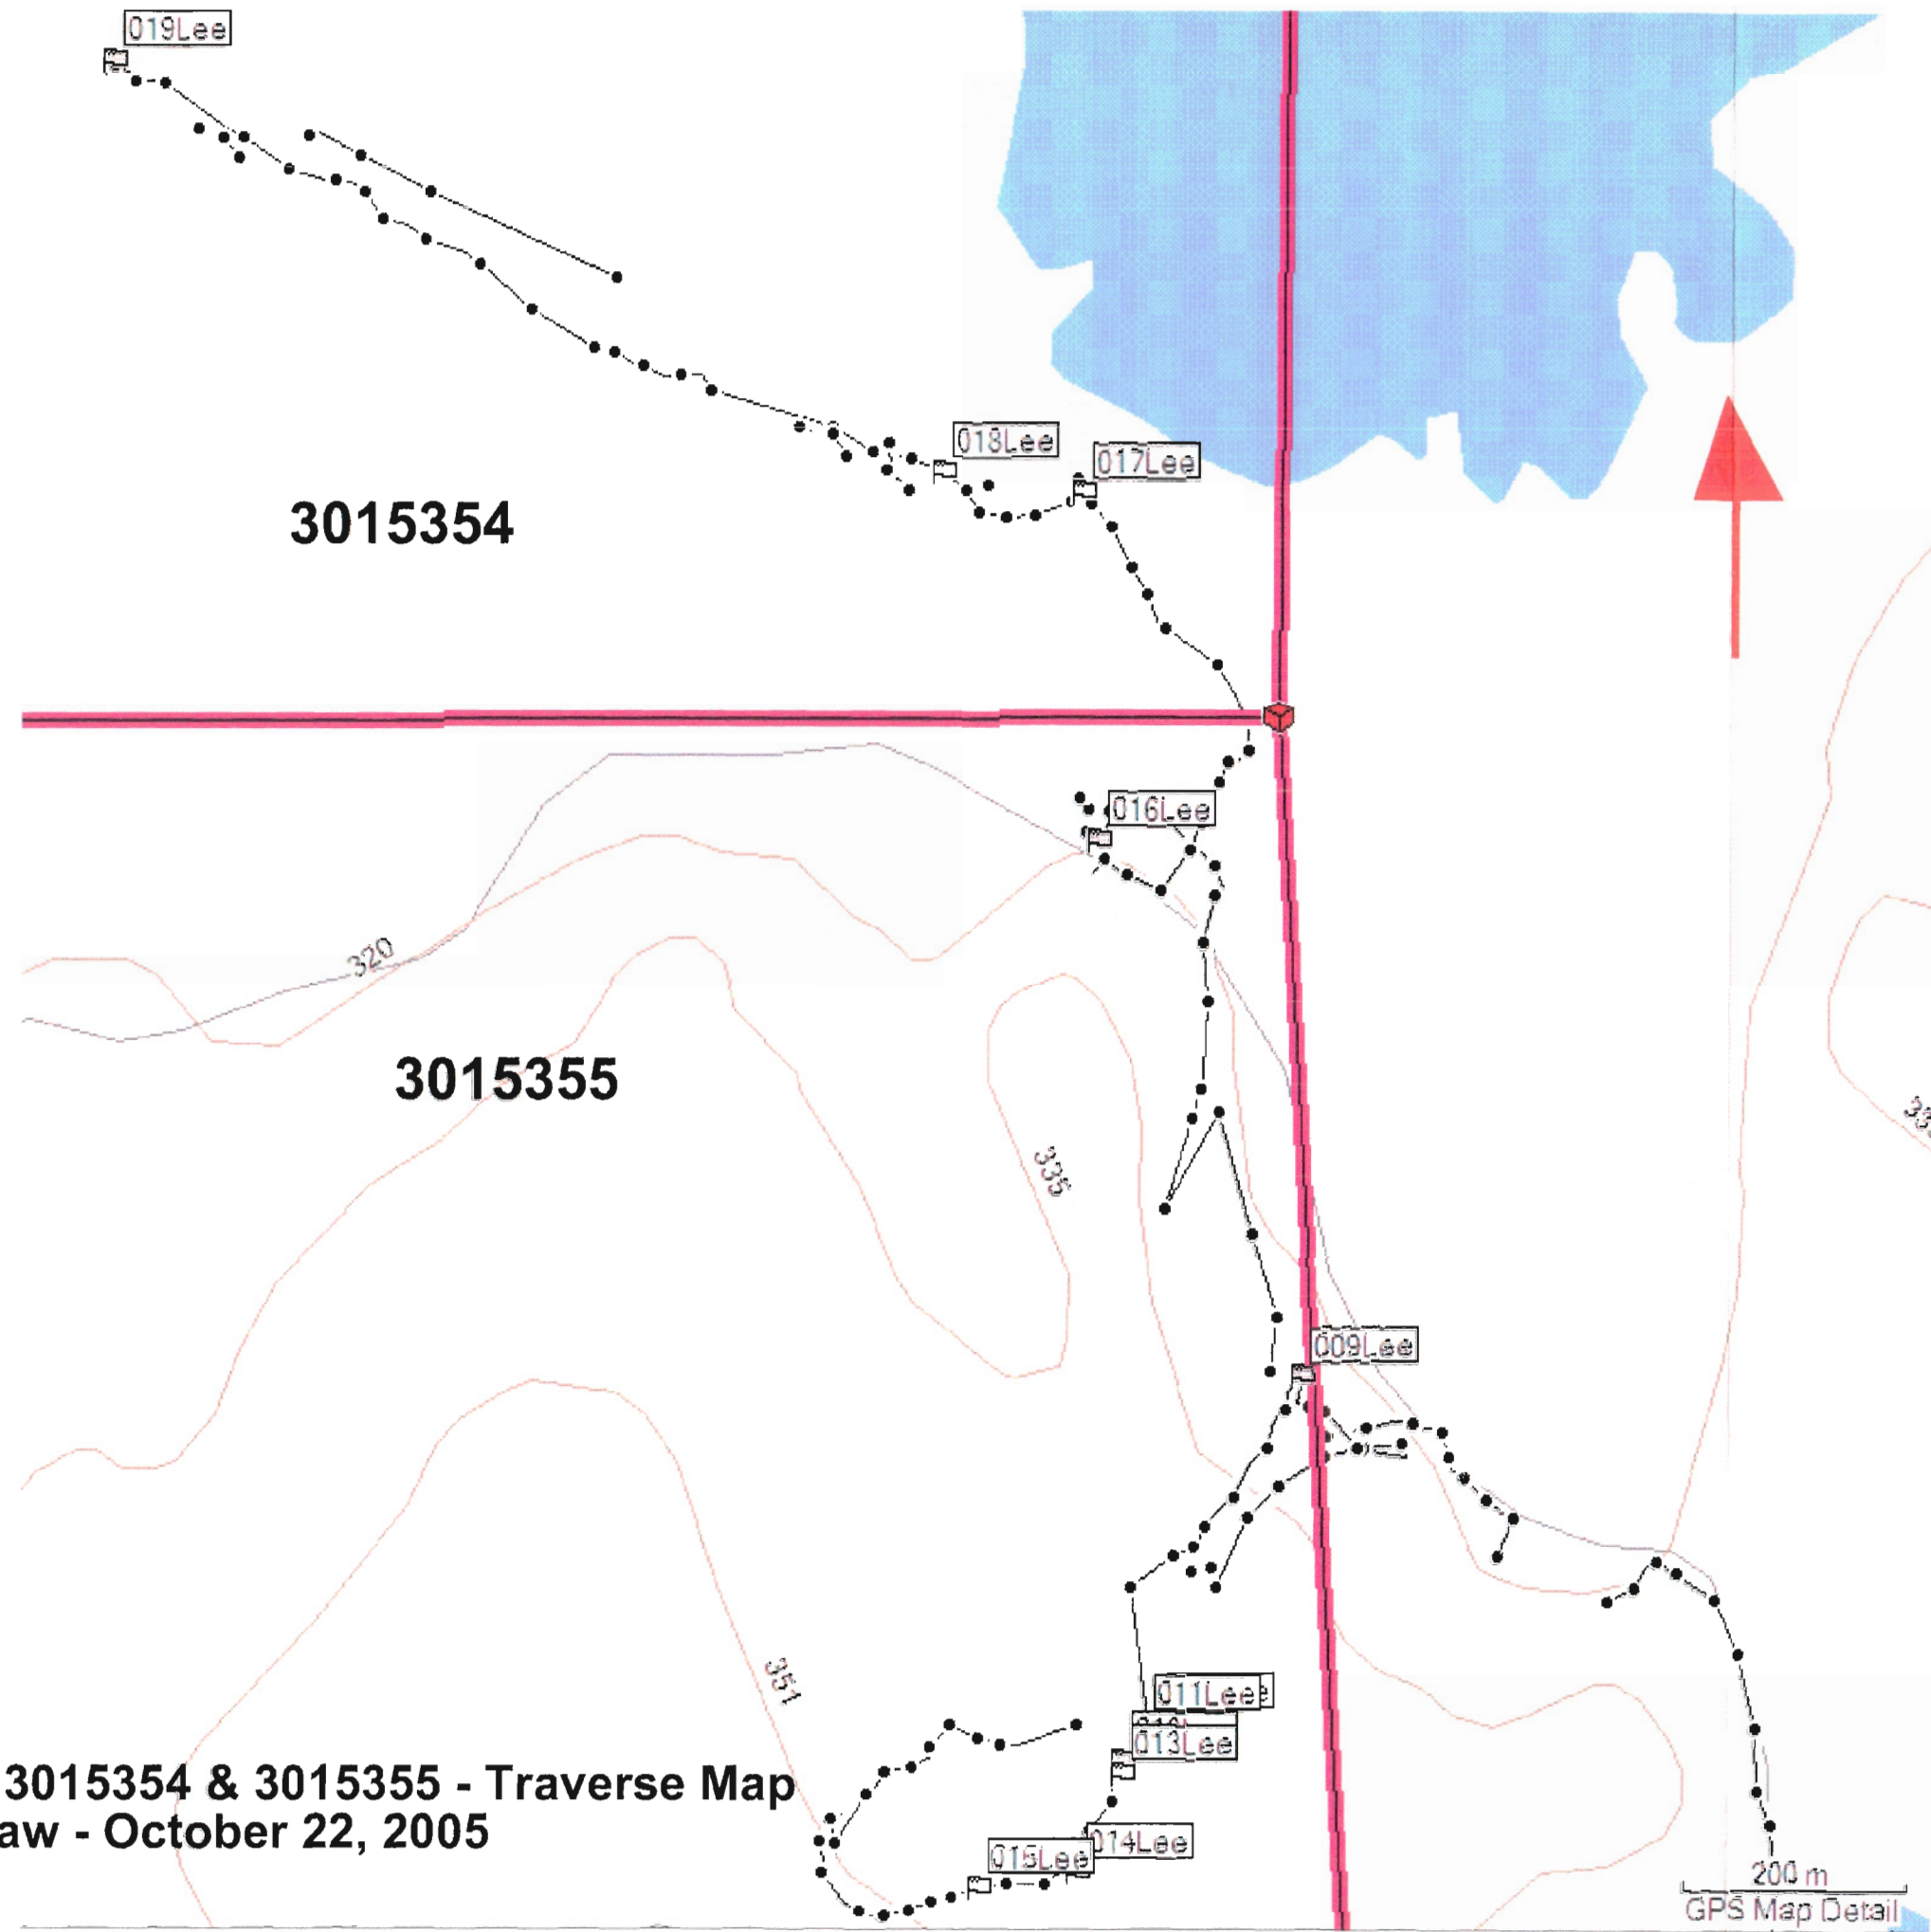 019Lee
018Lee
017Lee
3015354
016Lee
320
3015355
335
009Lee
351
011Lee
013Lee
3015354 & 3015355 - Traverse Map
aw - October 22, 2005
014Lee
015Lee
200 m
GPS Map Detail